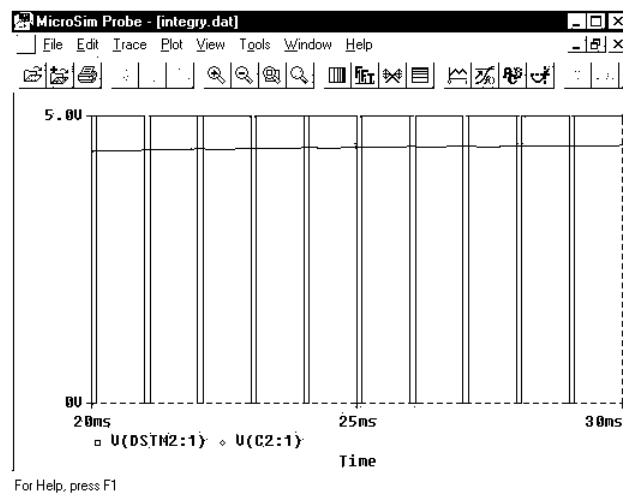 MicroSim Probe - [integry.dat]
File Edit Trace Plot View Tools Window Help
5.0V
0V
20ms 25ms 30ms
V(DSTM2:1) V(C2:1)
Time
For Help, press F1